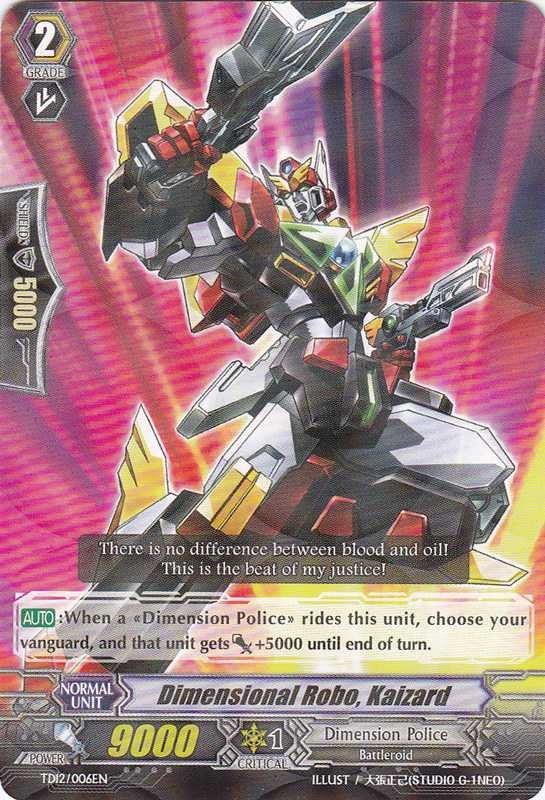 2
GRADE
SHIELD
5000
There is no difference between blood and oil!
This is the beat of my justice!
AUTO:When a «Dimension Police» rides this unit, choose your
vanguard, and that unit gets +5000 until end of turn.
NORMAL
UNIT
Dimensional Robo, Kaizard
POWER
9000
1
CRITICAL
Dimension Police
Battleroid
TD12/006EN
ILLUST / 大張正己(STUDIO G-1NEO)